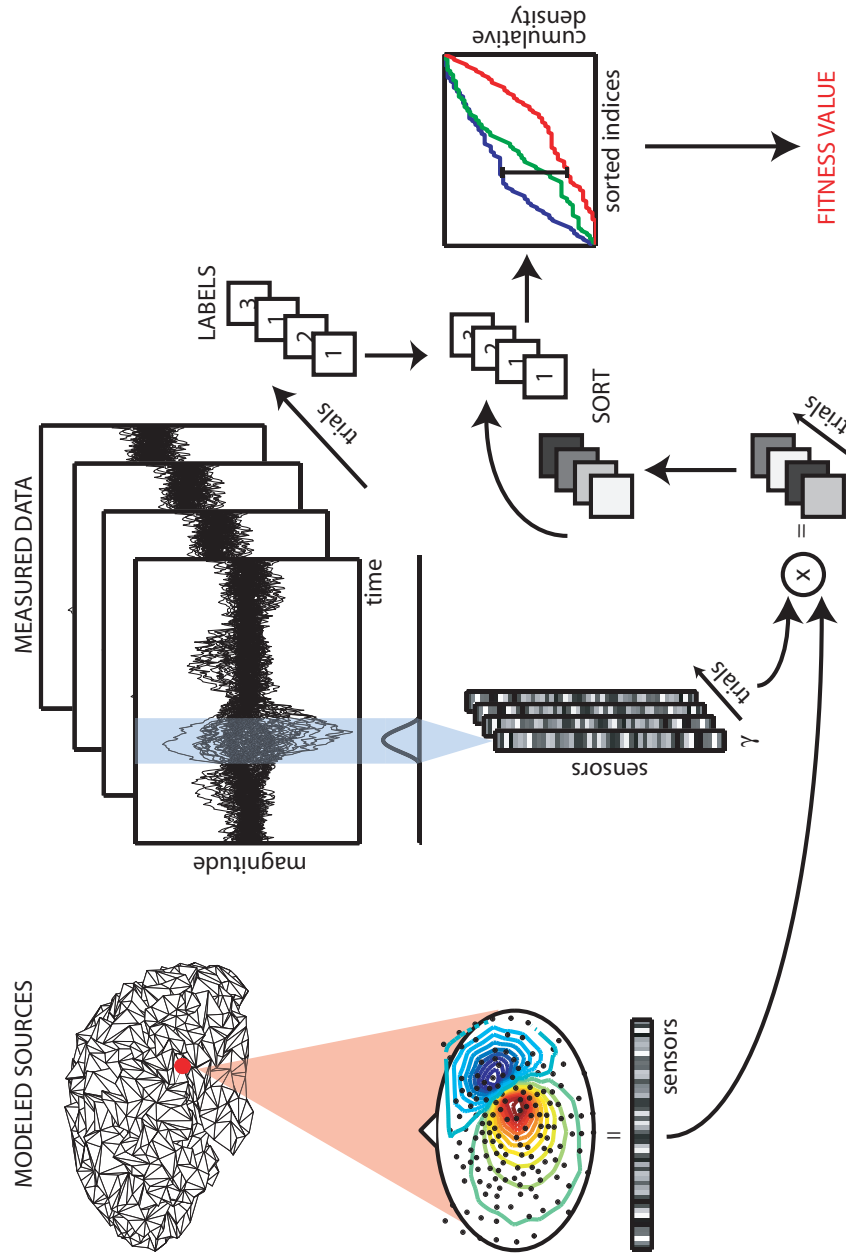 MODELED SOURCES
sensors
=
MEASURED DATA
magnitude
time
trials
sensors
γ
trials
x
=
trials
LABELS
1
2
1
3
SORT
1
1
2
3
cumulative
density
sorted indices
FITNESS VALUE